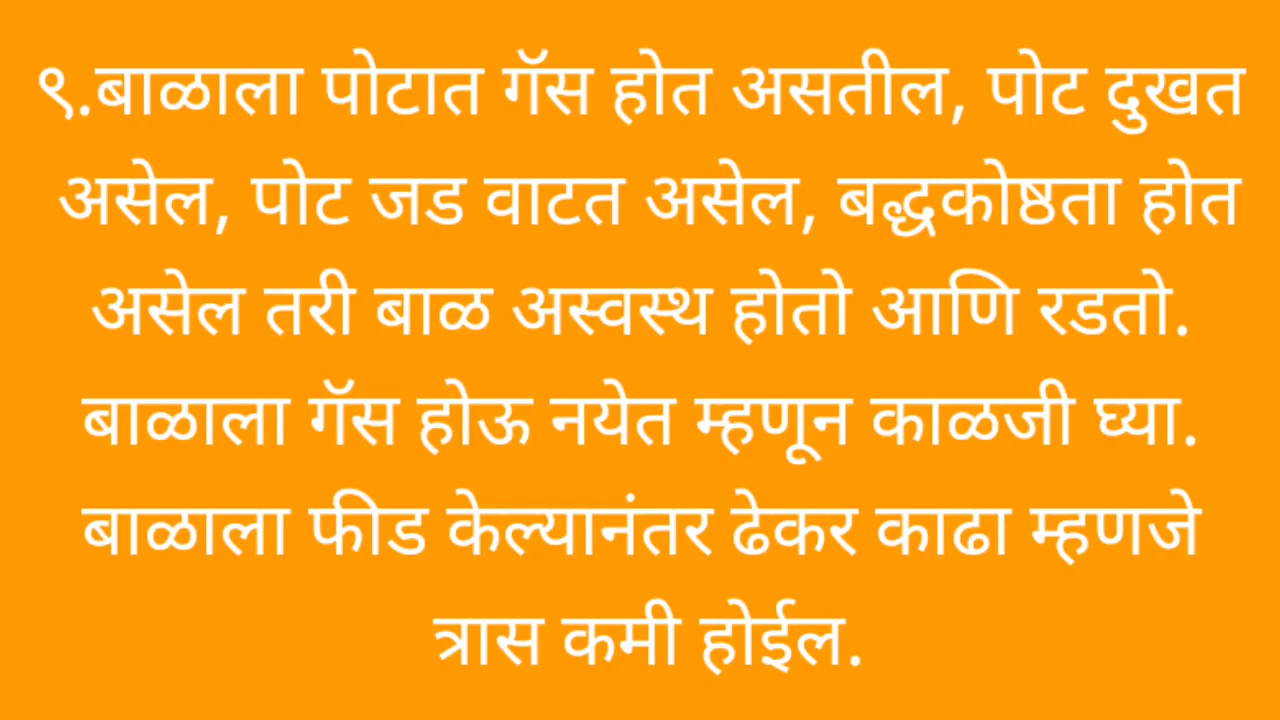 ९.बाळाला पोटात गॅस होत असतील, पोट दुखत
असेल, पोट जड वाटत असेल, बद्धकोष्ठता होत
असेल तरी बाळ अस्वस्थ होतो आणि रडतो.
बाळाला गॅस होऊ नयेत म्हणून काळजी घ्या.
बाळाला फीड केल्यानंतर ढेकर काढा म्हणजे
त्रास कमी होईल.